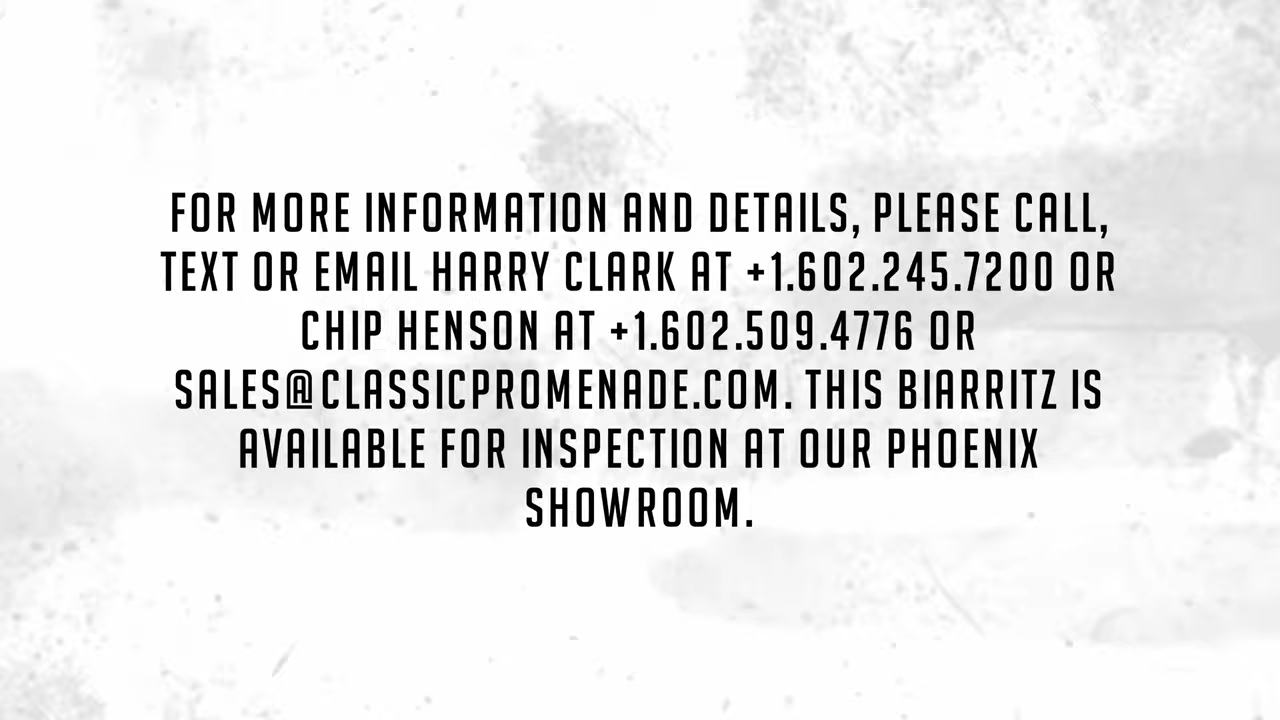 FOR MORE INFORMATION AND DETAILS, PLEASE CALL,
TEXT OR EMAIL HARRY CLARK AT +1.602.245.7200 OR
CHIP HENSON AT +1.602.509.4776 OR
SALES@CLASSICPROMENADE.COM. THIS BIARRITZ IS
AVAILABLE FOR INSPECTION AT OUR PHOENIX
SHOWROOM.